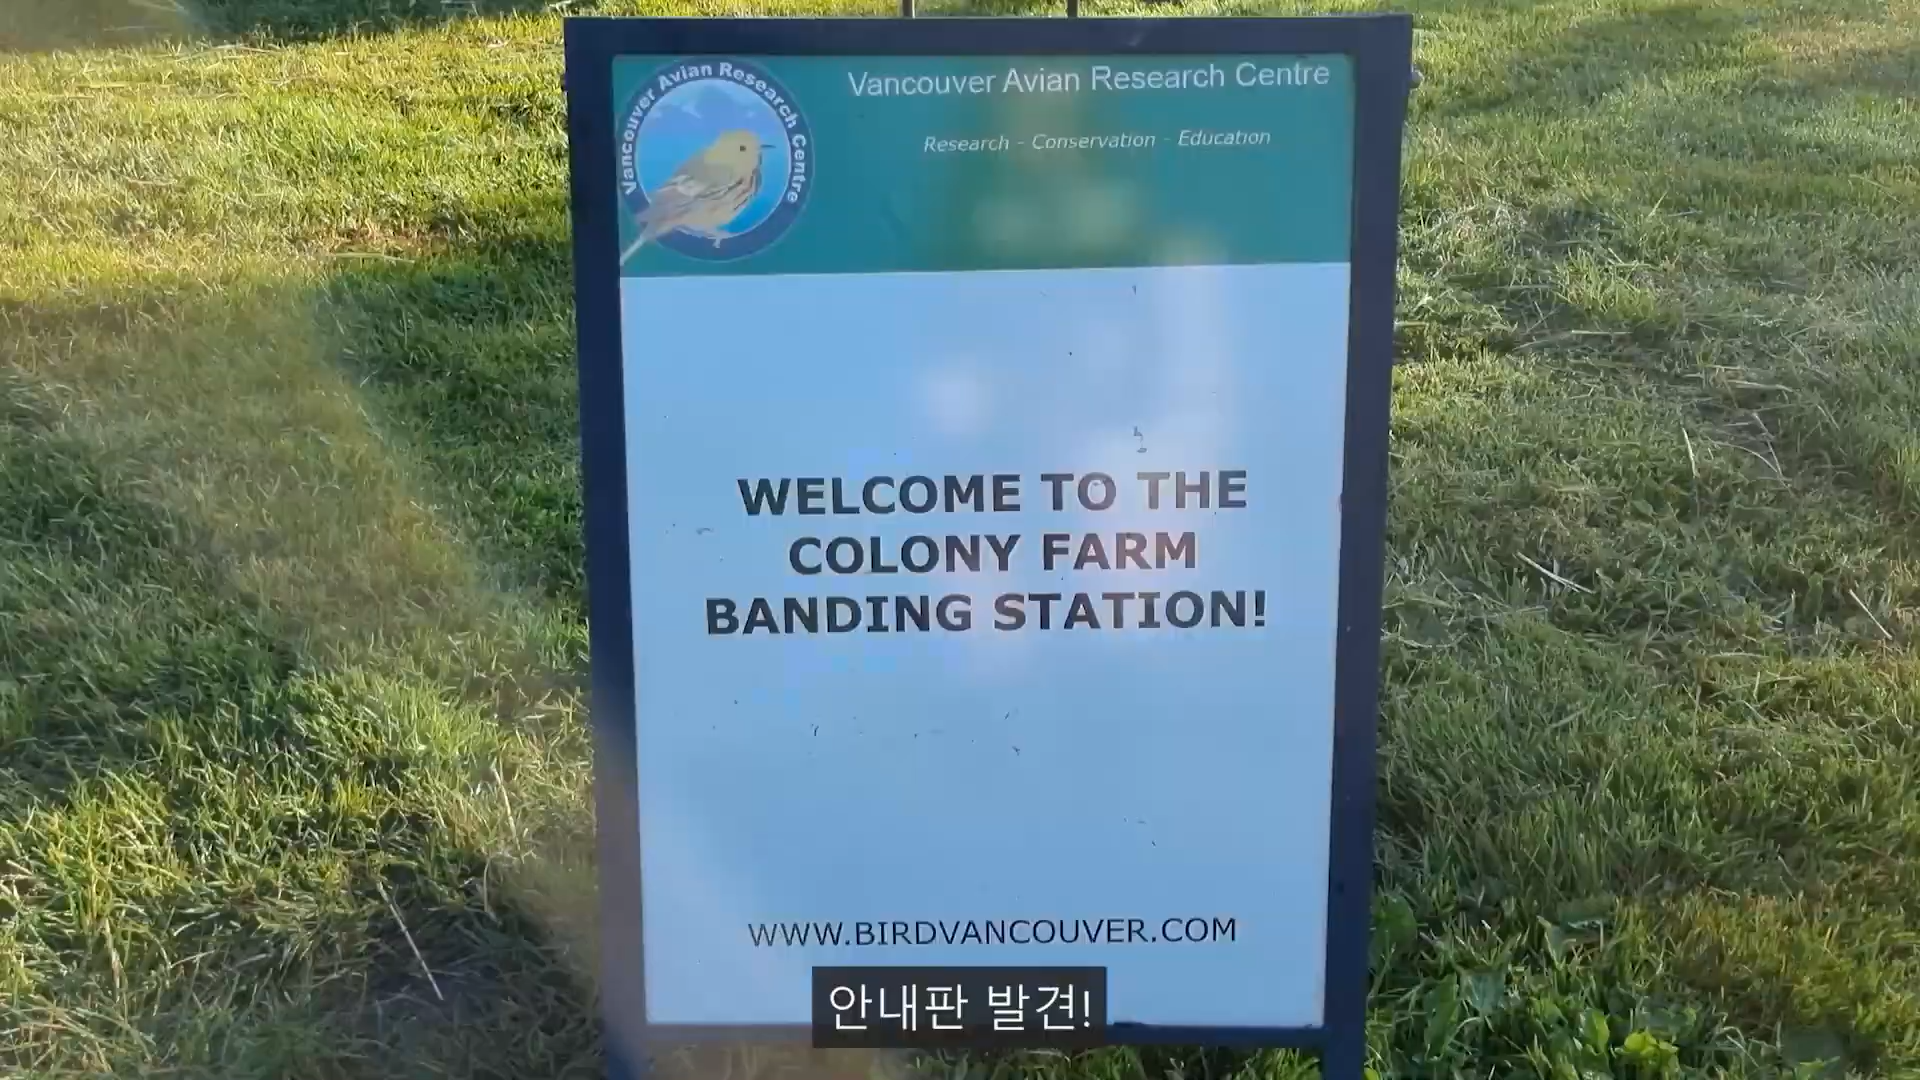 Vancouver Avian Research Centre
Vancouver Avian Research Centre
Research - Conservation - Education
WELCOME TO THE
COLONY FARM
BANDING STATION!
WWW.BIRDVANCOUVER.COM
안내판 발견!